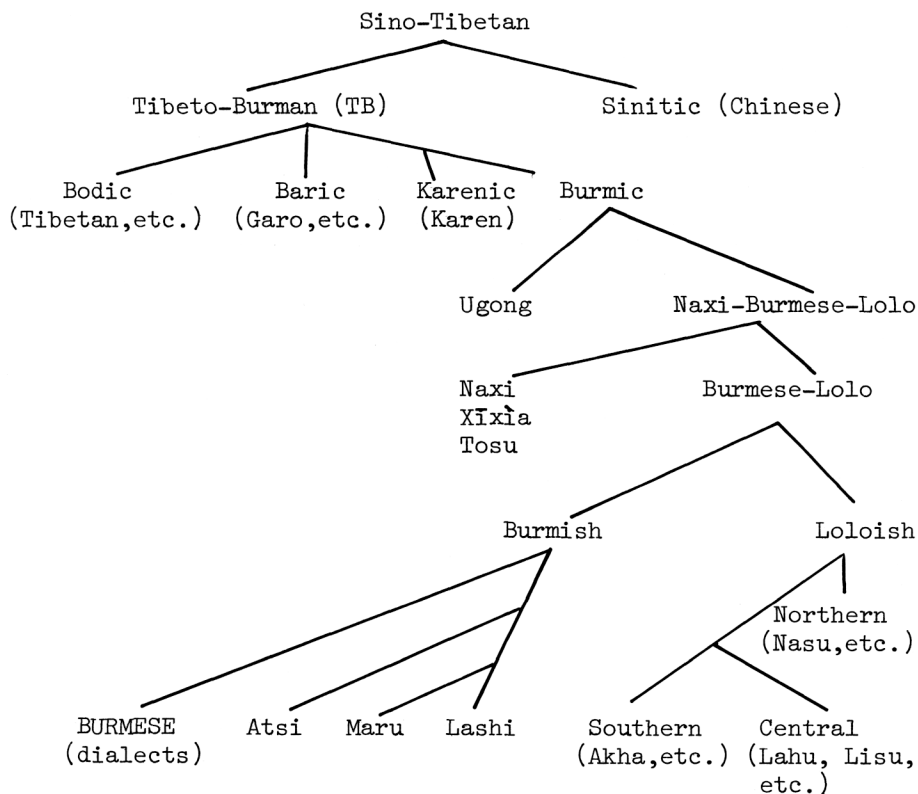 Sino-Tibetan
Tibeto-Burman (TB)
Sinitic (Chinese)
Bodic
(Tibetan,etc.)
Baric
(Garo,etc.)
Karenic
(Karen)
Burmic
Ugong
Naxi-Burmese-Lolo
Naxi
Xīxìa
Tosu
Burmese-Lolo
Burmish
Loloish
Northern
(Nasu,etc.)
BURMESE
(dialects)
Atsi
Maru
Lashi
Southern
(Akha,etc.)
Central
(Lahu, Lisu,
etc.)